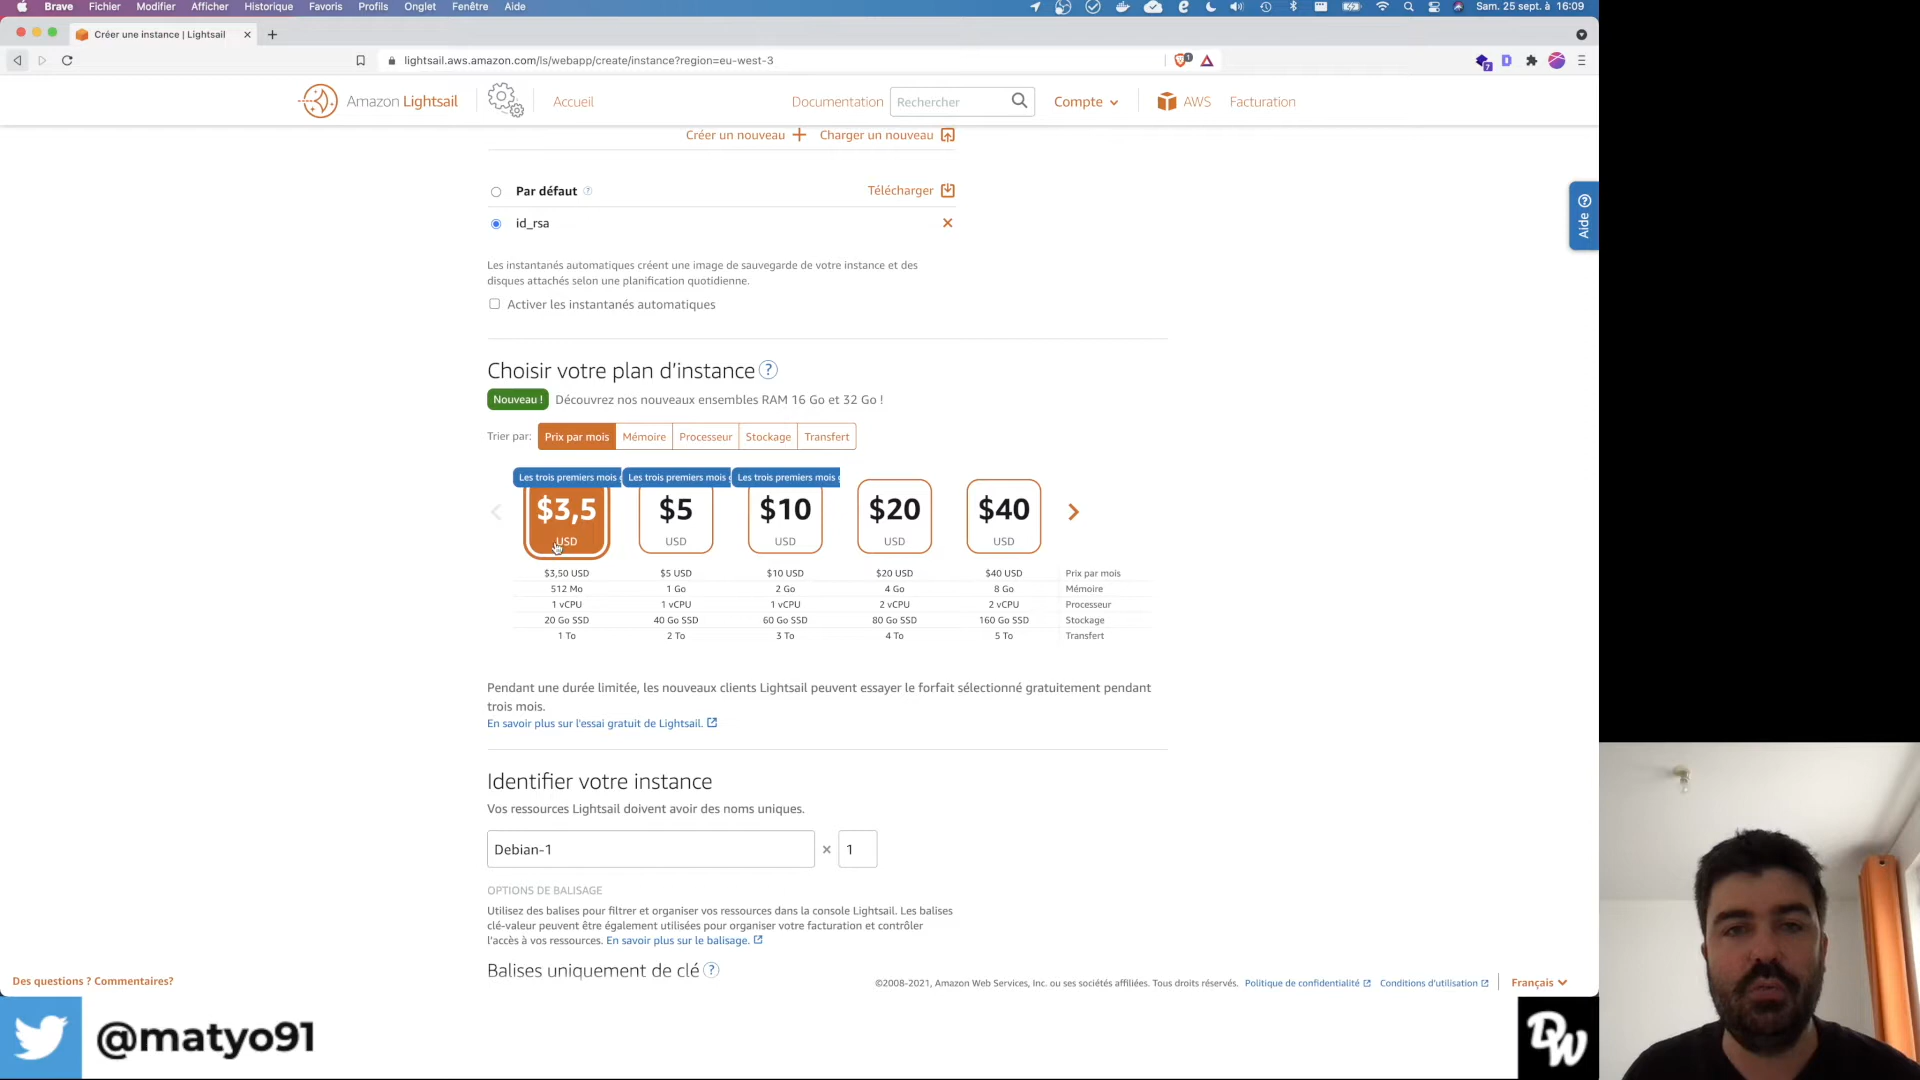 Brave Fichier Modifier Afficher Historique Favoris Profils Onglet Fenêtre Aide Sam. 25 sept. à 16:09
Créer une instance | Lightsail
lightsail.aws.amazon.com/ls/webapp/create/instance?region=eu-west-3
Amazon Lightsail Accueil Documentation Rechercher Compte AWS Facturation
Créer un nouveau Charger un nouveau
Par défaut ? Télécharger
id_rsa
Aide ?
Les instantanés automatiques créent une image de sauvegarde de votre instance et des
disques attachés selon une planification quotidienne.
Activer les instantanés automatiques
Choisir votre plan d'instance ?
Nouveau ! Découvrez nos nouveaux ensembles RAM 16 Go et 32 Go !
Trier par: Prix par mois Mémoire Processeur Stockage Transfert
Les trois premiers mois Les trois premiers mois Les trois premiers mois
$3,5 $5 $10 $20 $40
USD USD USD USD USD
$3,50 USD $5 USD $10 USD $20 USD $40 USD Prix par mois
512 Mo 1 Go 2 Go 4 Go 8 Go Mémoire
1 vCPU 1 vCPU 1 vCPU 2 vCPU 2 vCPU Processeur
20 Go SSD 40 Go SSD 60 Go SSD 80 Go SSD 160 Go SSD Stockage
1 To 2 To 3 To 4 To 5 To Transfert
Pendant une durée limitée, les nouveaux clients Lightsail peuvent essayer le forfait sélectionné gratuitement pendant
trois mois.
En savoir plus sur l'essai gratuit de Lightsail.
Identifier votre instance
Vos ressources Lightsail doivent avoir des noms uniques.
Debian-1 × 1
OPTIONS DE BALISAGE
Utilisez des balises pour filtrer et organiser vos ressources dans la console Lightsail. Les balises
clé-valeur peuvent être également utilisées pour organiser votre facturation et contrôler
l'accès à vos ressources. En savoir plus sur le balisage.
Balises uniquement de clé ?
Des questions ? Commentaires? ©2008-2021, Amazon Web Services, Inc. ou ses sociétés affiliées. Tous droits réservés. Politique de confidentialité Conditions d'utilisation Français
@matyo91
DW